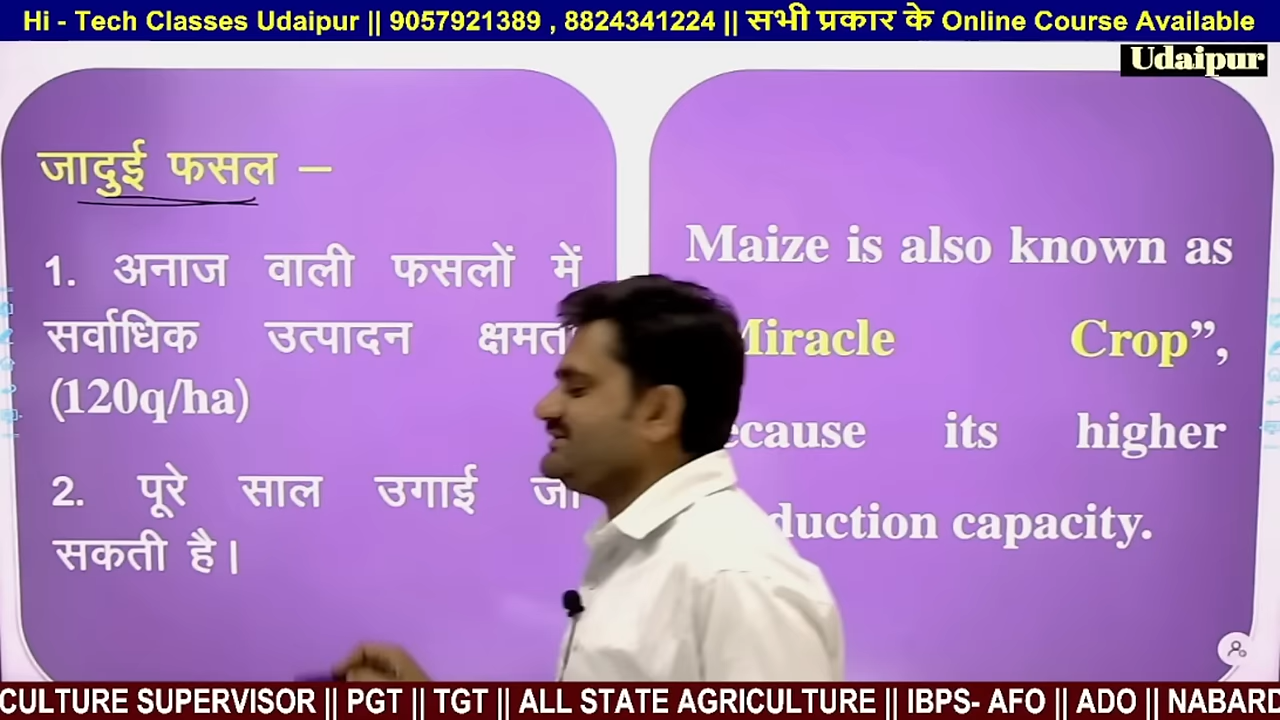 Hi - Tech Classes Udaipur || 9057921389 , 8824341224 || सभी प्रकार के Online Course Available
Udaipur
जादुई फसल –
1. अनाज वाली फसलों में
सर्वाधिक उत्पादन
(120q/ha)
2. पूरे साल उगाई
सकती है।
Maize is also known as
Crop”,
its higher
capacity.
SUPERVISOR || PGT || TGT || ALL STATE AGRICULTURE || IBPS- AFO || ADO || NABARD